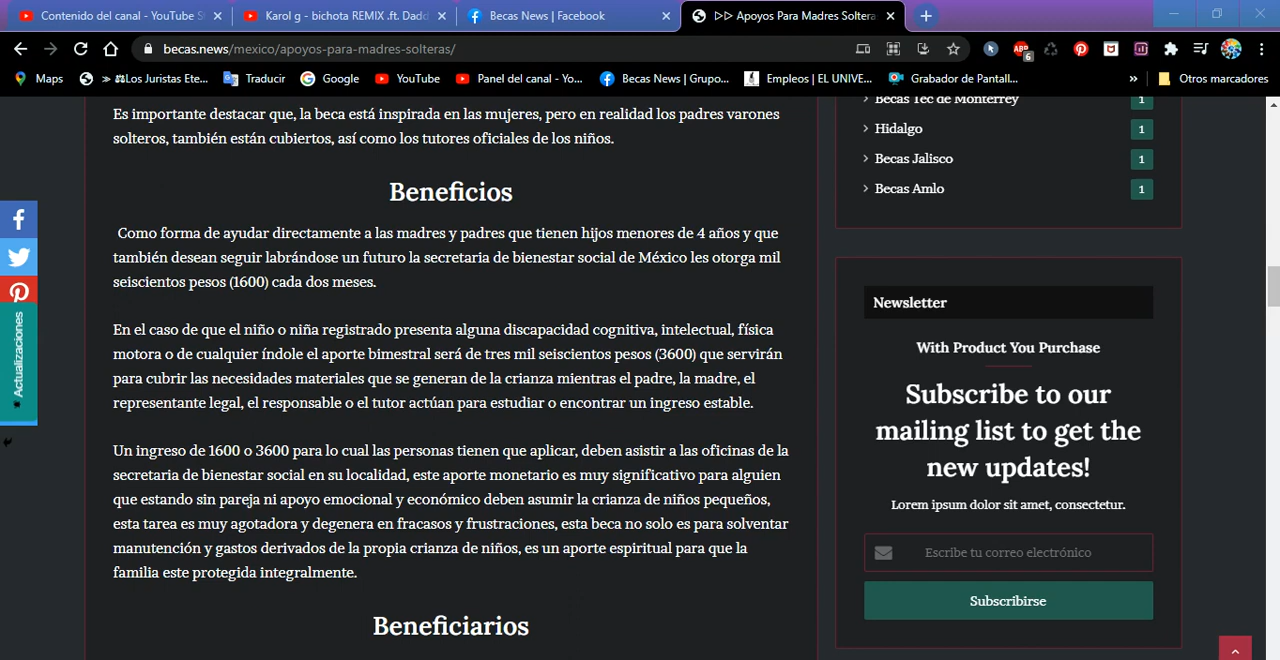 Contenido del canal - YouTube St
Karol g - bichota REMIX .ft. Dadd
Becas News | Facebook
▷▷ Apoyos Para Madres Soltera
becas.news/mexico/apoyos-para-madres-solteras/
6
Maps
» ⚖Los Juristas Ete...
Traducir
Google
YouTube
Panel del canal - Yo...
Becas News | Grupo...
Empleos | EL UNIVE...
Grabador de Pantall...
»
Otros marcadores
Es importante destacar que, la beca está inspirada en las mujeres, pero en realidad los padres varones
solteros, también están cubiertos, así como los tutores oficiales de los niños.
Beneficios
Como forma de ayudar directamente a las madres y padres que tienen hijos menores de 4 años y que
también desean seguir labrándose un futuro la secretaria de bienestar social de México les otorga mil
seiscientos pesos (1600) cada dos meses.
En el caso de que el niño o niña registrado presenta alguna discapacidad cognitiva, intelectual, física
motora o de cualquier índole el aporte bimestral será de tres mil seiscientos pesos (3600) que servirán
para cubrir las necesidades materiales que se generan de la crianza mientras el padre, la madre, el
representante legal, el responsable o el tutor actúan para estudiar o encontrar un ingreso estable.
Un ingreso de 1600 o 3600 para lo cual las personas tienen que aplicar, deben asistir a las oficinas de la
secretaria de bienestar social en su localidad, este aporte monetario es muy significativo para alguien
que estando sin pareja ni apoyo emocional y económico deben asumir la crianza de niños pequeños,
esta tarea es muy agotadora y degenera en fracasos y frustraciones, esta beca no solo es para solventar
manutención y gastos derivados de la propia crianza de niños, es un aporte espiritual para que la
familia este protegida integralmente.
Beneficiarios
Actualizaciones
Becas Tec de Monterrey 1
Hidalgo 1
Becas Jalisco 1
Becas Amlo 1
Newsletter
With Product You Purchase
Subscribe to our
mailing list to get the
new updates!
Lorem ipsum dolor sit amet, consectetur.
Escribe tu correo electrónico
Subscribirse